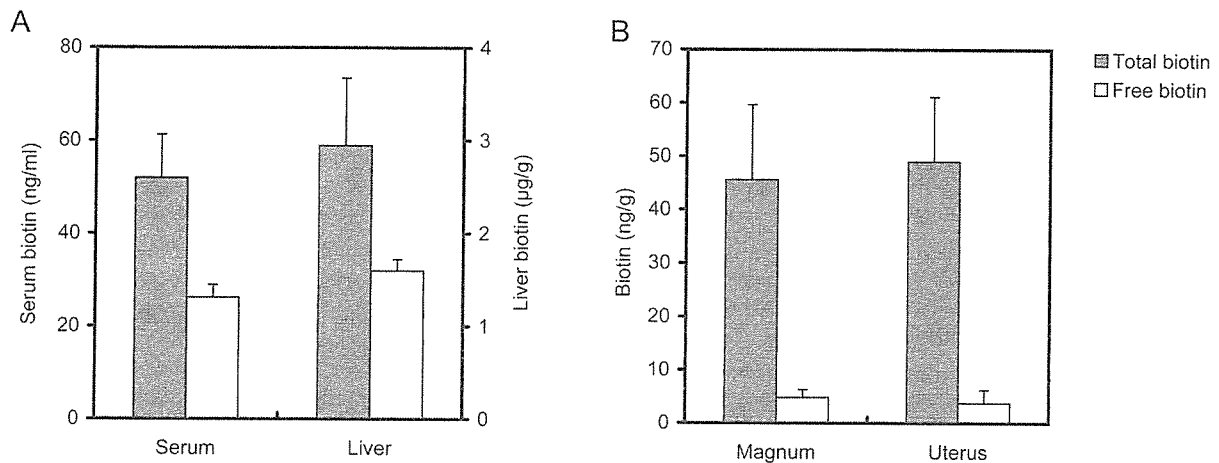 A
80
60
40
20
0
Serum biotin (ng/ml)
4
3
2
1
0
Liver biotin (µg/g)
Serum
Liver
B
70
60
50
40
30
20
10
0
Biotin (ng/g)
Magnum
Uterus
Total biotin
Free biotin